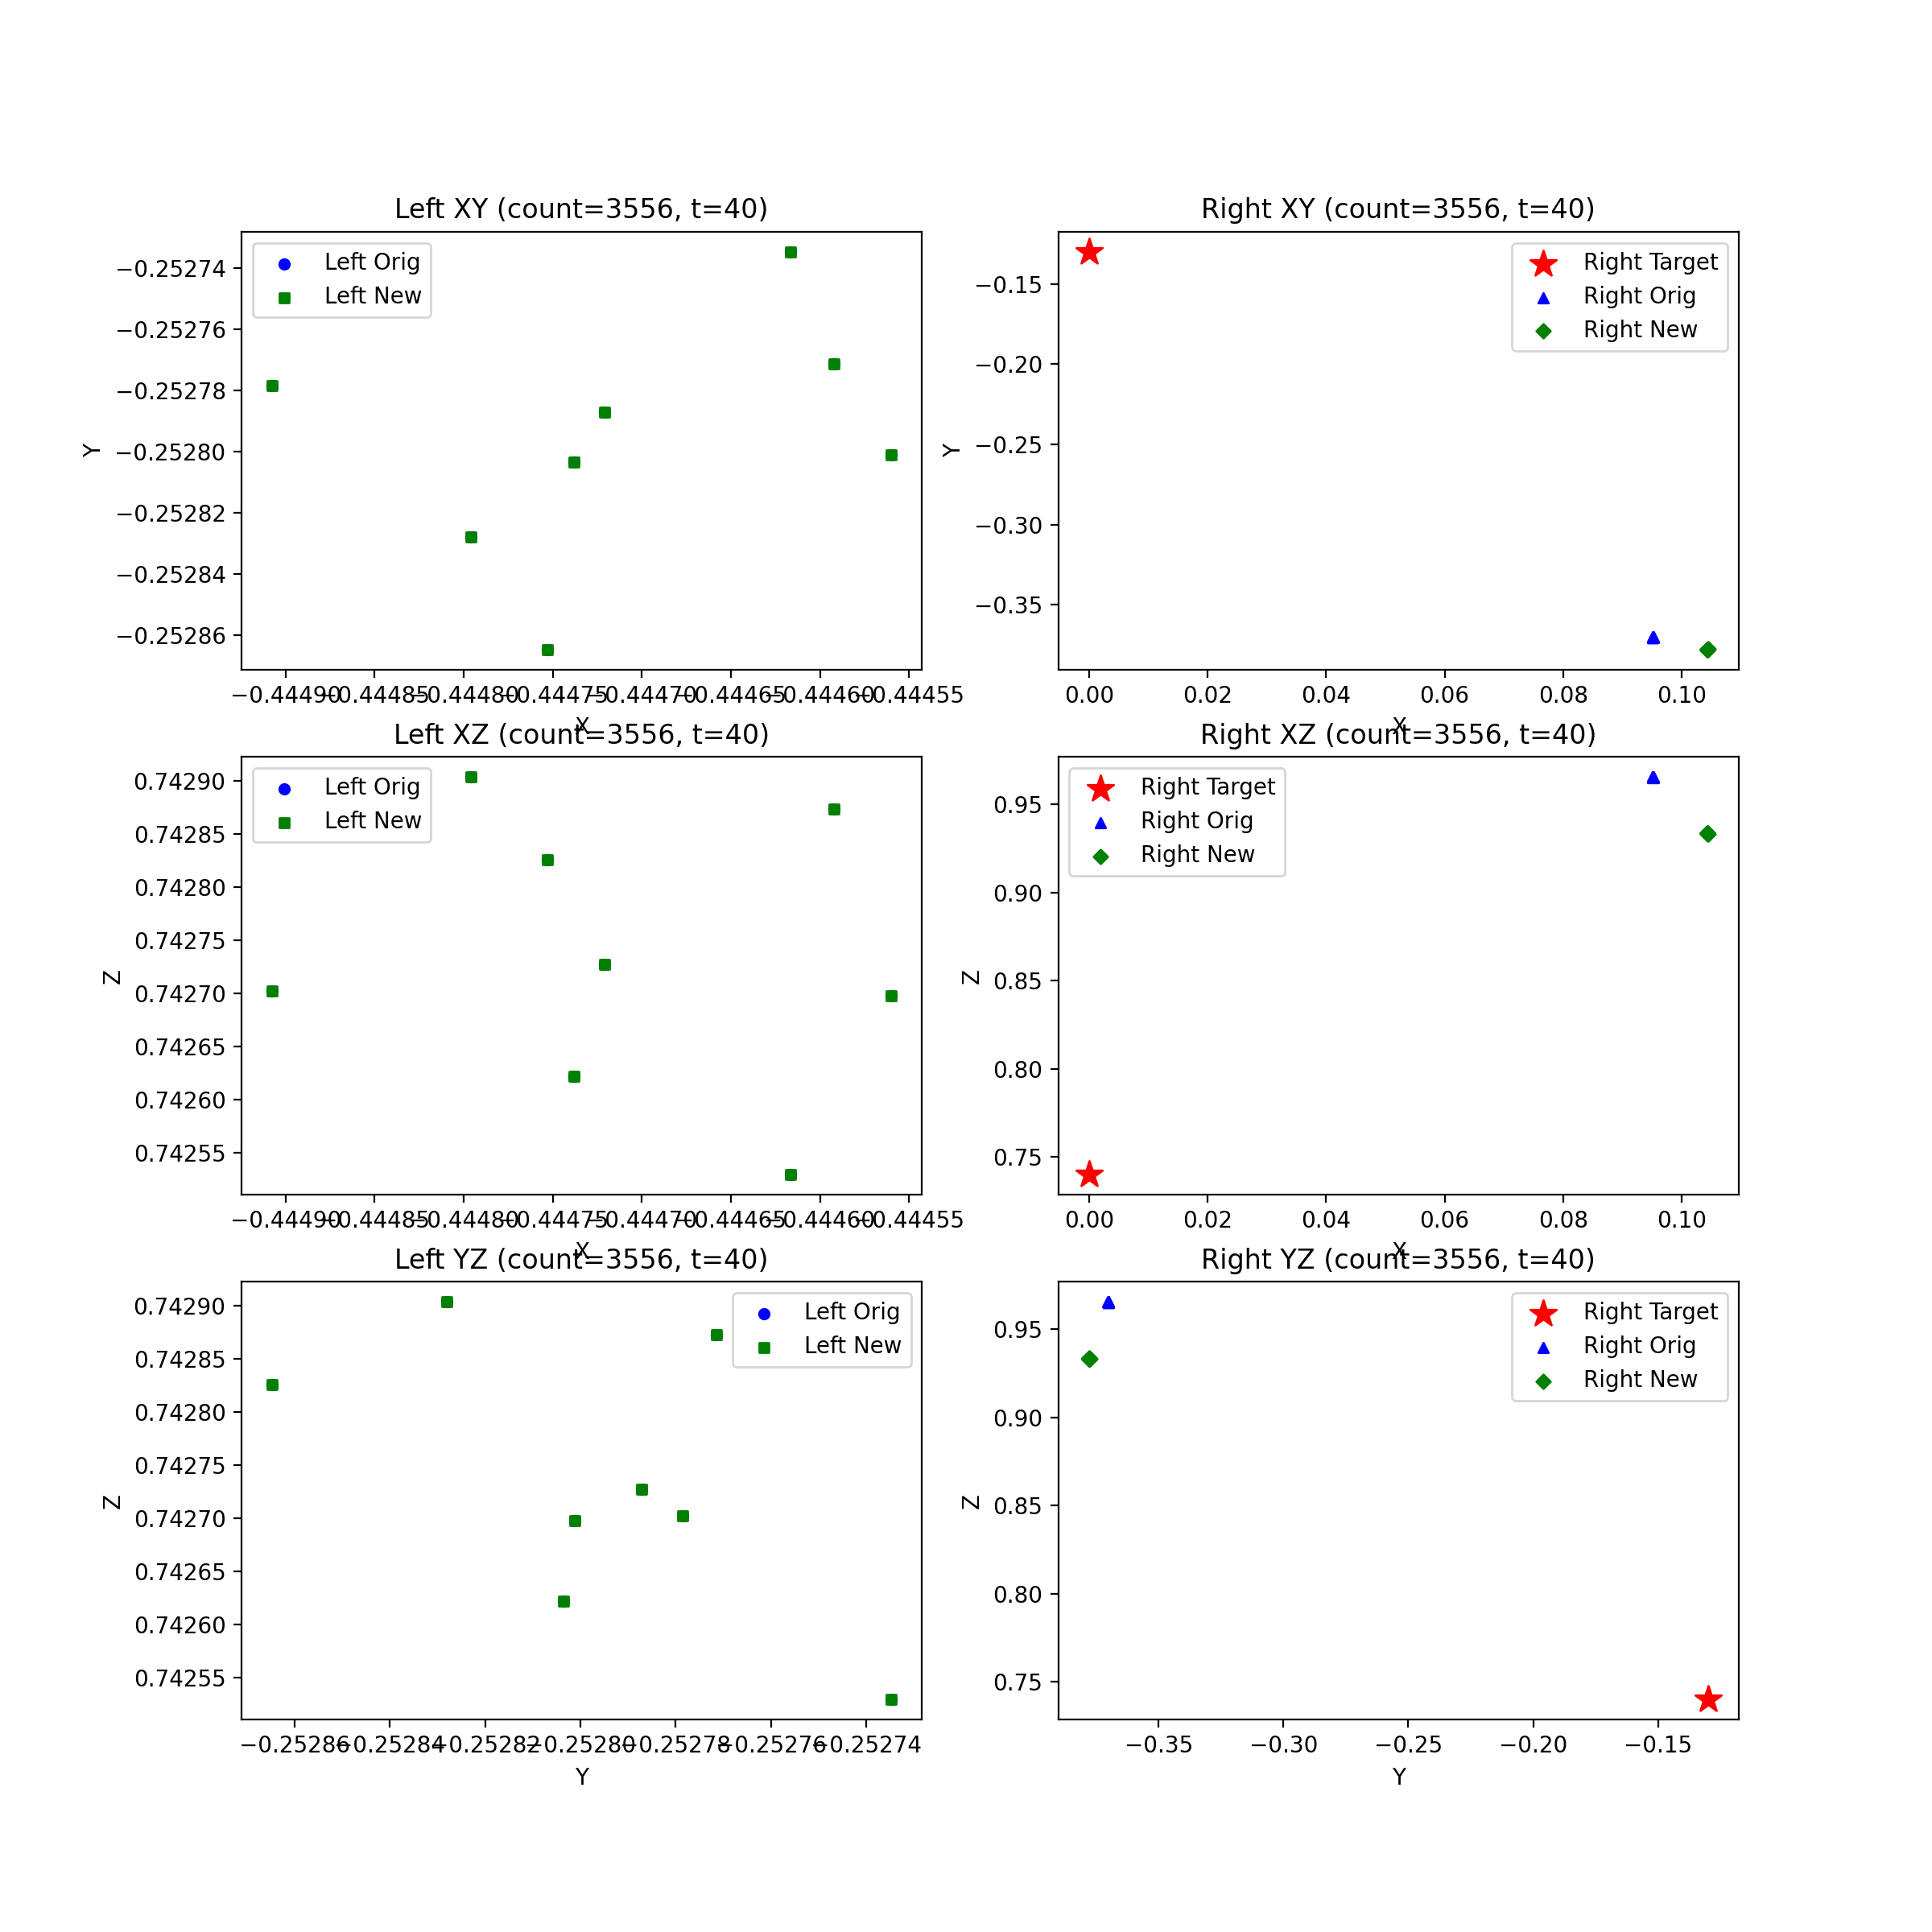 Left XY (count=3556, t=40)
Left Orig
Left New
Y
−0.25274
−0.25276
−0.25278
−0.25280
−0.25282
−0.25284
−0.25286
−0.44490
−0.44485
−0.44480
−0.44475
−0.44470
−0.44465
−0.44460
−0.44455
X
Right XY (count=3556, t=40)
Right Target
Right Orig
Right New
Y
−0.15
−0.20
−0.25
−0.30
−0.35
0.00
0.02
0.04
0.06
0.08
0.10
X
Left XZ (count=3556, t=40)
Left Orig
Left New
Z
0.74290
0.74285
0.74280
0.74275
0.74270
0.74265
0.74260
0.74255
−0.44490
−0.44485
−0.44480
−0.44475
−0.44470
−0.44465
−0.44460
−0.44455
X
Right XZ (count=3556, t=40)
Right Target
Right Orig
Right New
Z
0.95
0.90
0.85
0.80
0.75
0.00
0.02
0.04
0.06
0.08
0.10
X
Left YZ (count=3556, t=40)
Left Orig
Left New
Z
0.74290
0.74285
0.74280
0.74275
0.74270
0.74265
0.74260
0.74255
−0.25286
−0.25284
−0.25282
−0.25280
−0.25278
−0.25276
−0.25274
Y
Right YZ (count=3556, t=40)
Right Target
Right Orig
Right New
Z
0.95
0.90
0.85
0.80
0.75
−0.35
−0.30
−0.25
−0.20
−0.15
Y